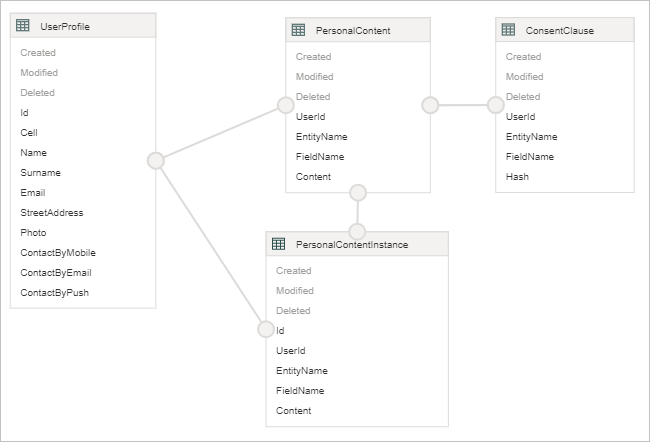 UserProfile
Created
Modified
Deleted
Id
Cell
Name
Surname
Email
StreetAddress
Photo
ContactByMobile
ContactByEmail
ContactByPush
PersonalContent
Created
Modified
Deleted
UserId
EntityName
FieldName
Content
ConsentClause
Created
Modified
Deleted
UserId
EntityName
FieldName
Hash
PersonalContentInstance
Created
Modified
Deleted
Id
UserId
EntityName
FieldName
Content